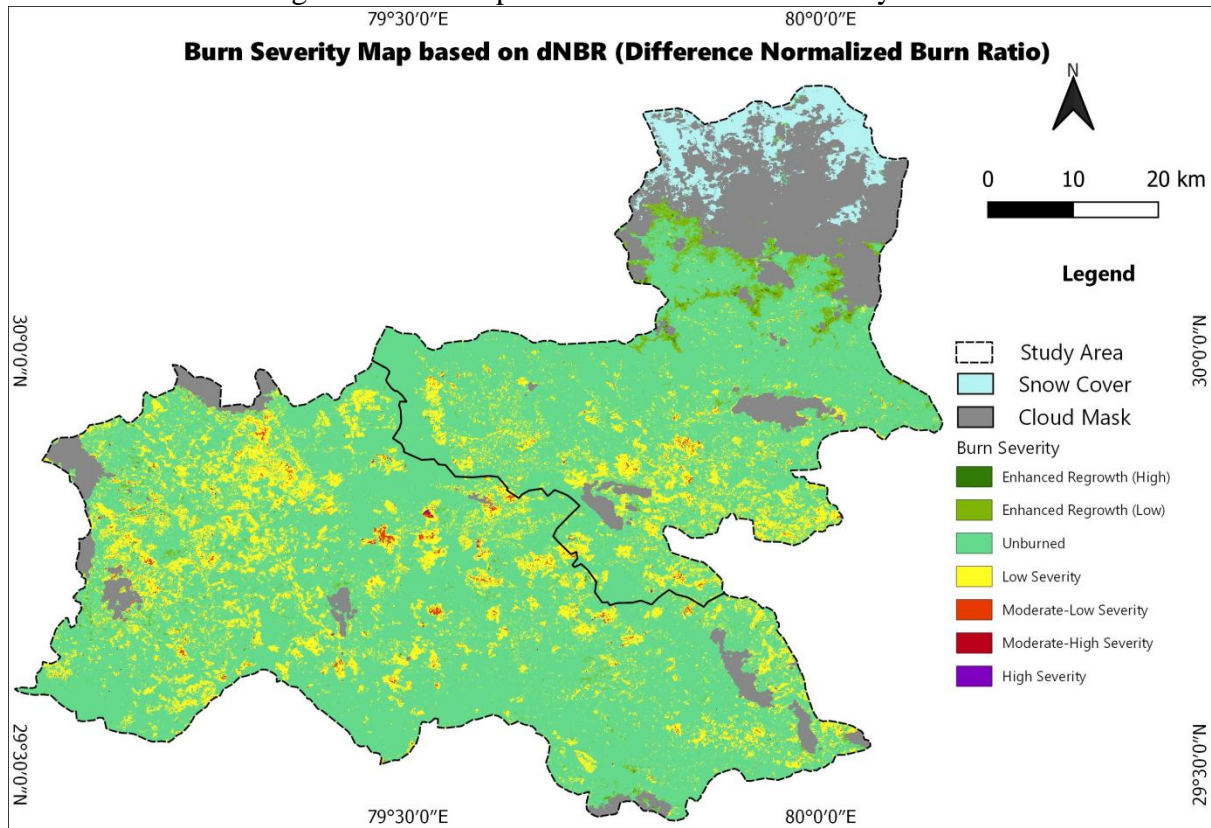 79°30'0"E
80°0'0"E
Burn Severity Map based on dNBR (Difference Normalized Burn Ratio)
N
0 10 20 km
Legend
30°0'0"N
30°0'0"N
Study Area
Snow Cover
Cloud Mask
Burn Severity
Enhanced Regrowth (High)
Enhanced Regrowth (Low)
Unburned
Low Severity
Moderate-Low Severity
Moderate-High Severity
High Severity
29°30'0"N
29°30'0"N
79°30'0"E
80°0'0"E